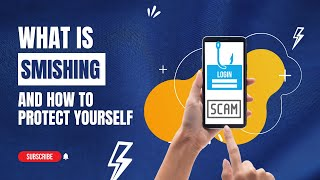 WHAT IS
SMISHING
AND HOW TO
PROTECT YOURSELF
SUBSCRIBE
LOGIN
SCAM